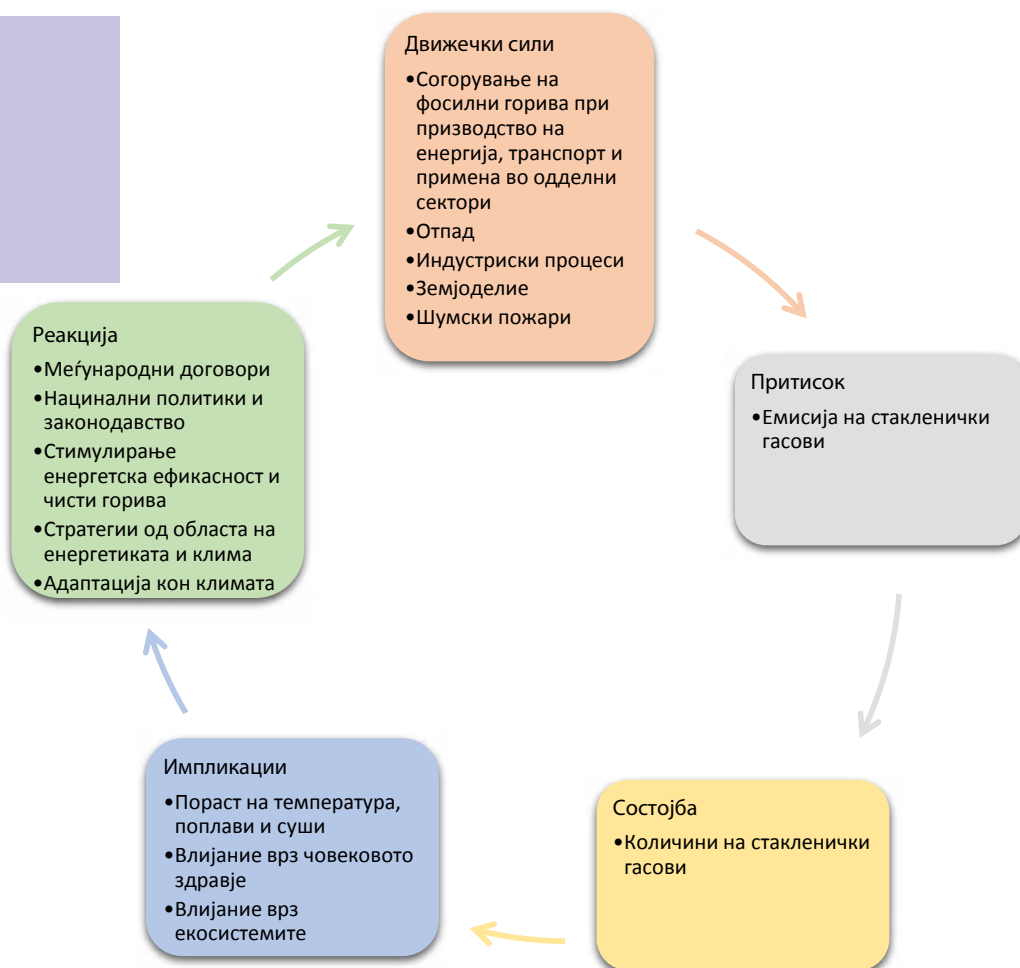 Движечки сили
•Согорување на
фосилни горива при
призводство на
енергија, транспорт и
примена во одделни
сектори
•Отпад
•Индустриски процеси
•Земјоделие
•Шумски пожари
Притисок
•Емисија на стакленички
гасови
Состојба
•Количини на стакленички
гасови
Импликации
•Пораст на температура,
поплави и суши
•Влијание врз човековото
здравје
•Влијание врз
екосистемите
Реакција
•Меѓународни договори
•Нацинални политики и
законодавство
•Стимулирање
енергетска ефикасност и
чисти горива
•Стратегии од областа на
енергетиката и клима
•Адаптација кон климата